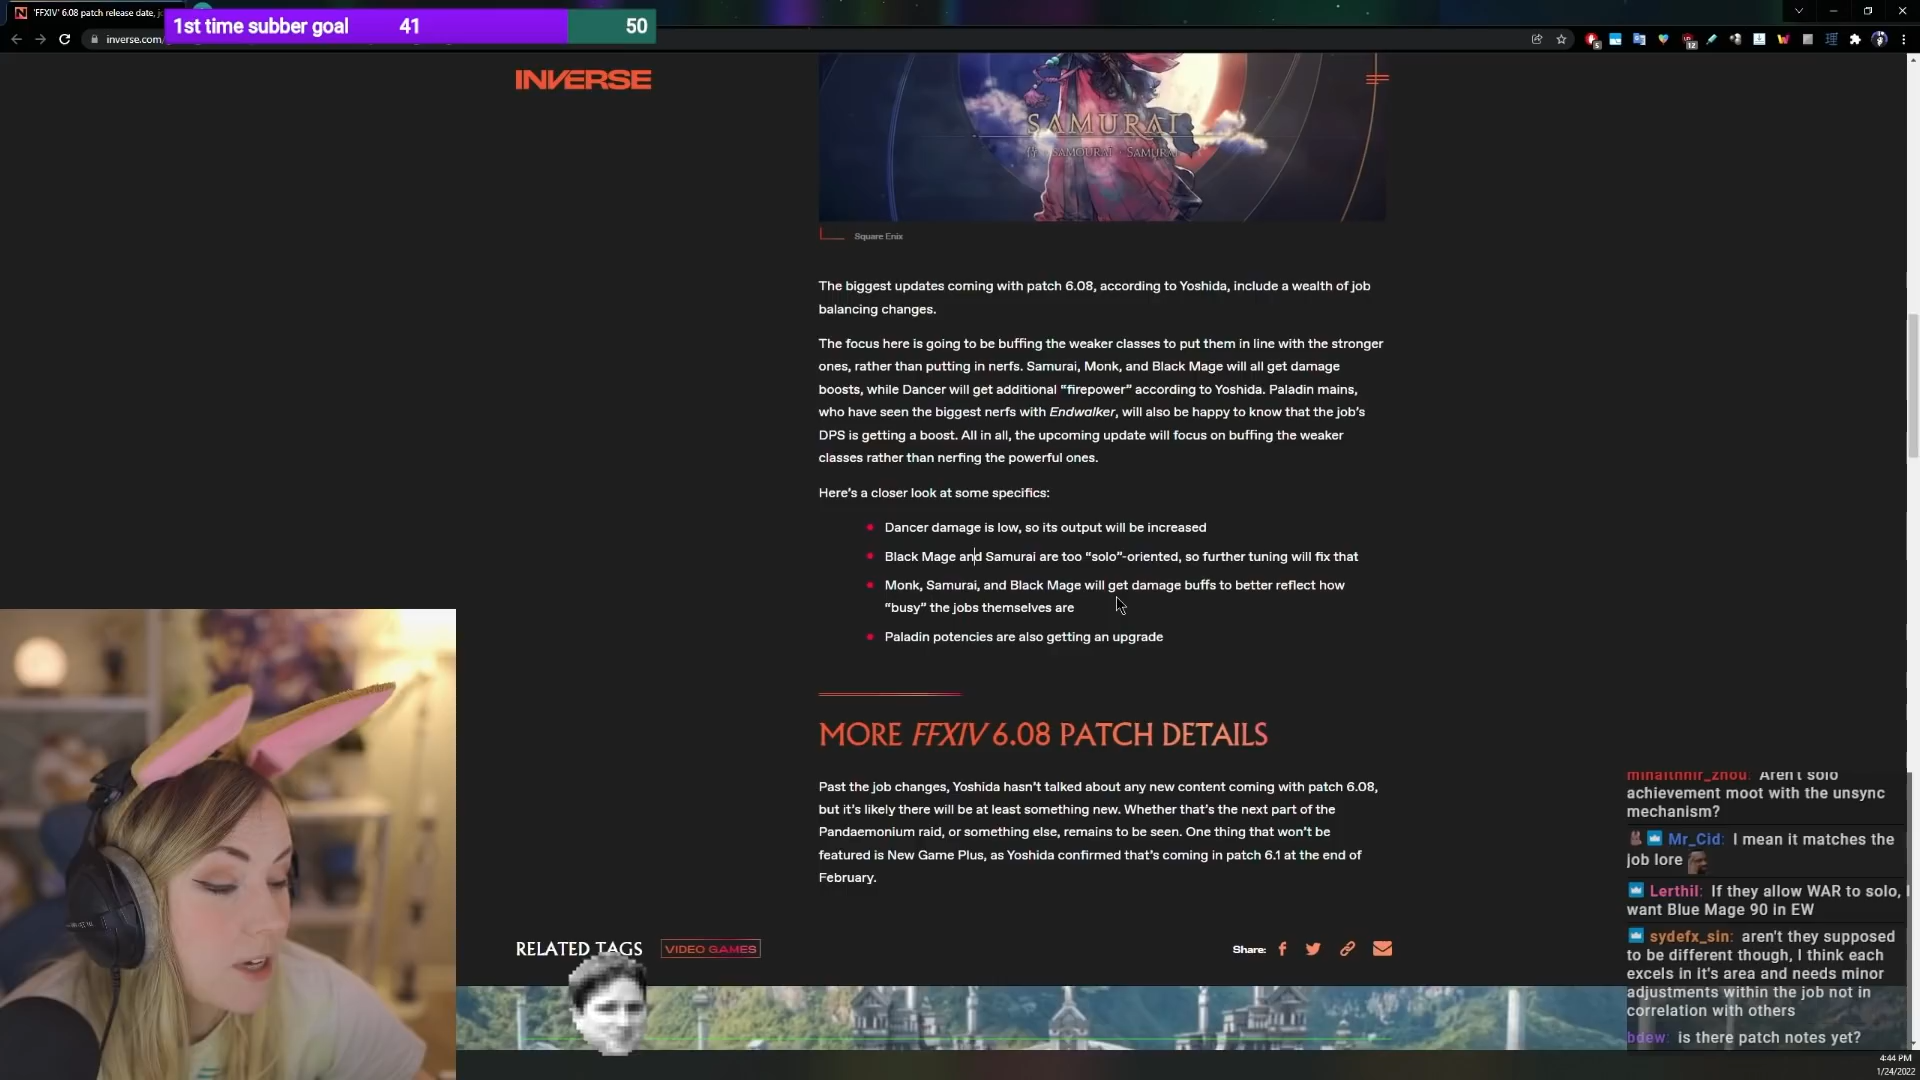 'FFXIV' 6.08 patch release date, j
1st time subber goal 41 50
inverse.com
INVERSE
SAMURAI
SAMOURAI · SAMURAI
Square Enix
The biggest updates coming with patch 6.08, according to Yoshida, include a wealth of job
balancing changes.
The focus here is going to be buffing the weaker classes to put them in line with the stronger
ones, rather than putting in nerfs. Samurai, Monk, and Black Mage will all get damage
boosts, while Dancer will get additional “firepower” according to Yoshida. Paladin mains,
who have seen the biggest nerfs with Endwalker, will also be happy to know that the job’s
DPS is getting a boost. All in all, the upcoming update will focus on buffing the weaker
classes rather than nerfing the powerful ones.
Here’s a closer look at some specifics:
Dancer damage is low, so its output will be increased
Black Mage and Samurai are too “solo”-oriented, so further tuning will fix that
Monk, Samurai, and Black Mage will get damage buffs to better reflect how
“busy” the jobs themselves are
Paladin potencies are also getting an upgrade
MORE FFXIV 6.08 PATCH DETAILS
Past the job changes, Yoshida hasn’t talked about any new content coming with patch 6.08,
but it’s likely there will be at least something new. Whether that’s the next part of the
Pandaemonium raid, or something else, remains to be seen. One thing that won’t be
featured is New Game Plus, as Yoshida confirmed that’s coming in patch 6.1 at the end of
February.
RELATED TAGS VIDEO GAMES
Share:
Aren't solo
achievement moot with the unsync
mechanism?
Mr_Cid: I mean it matches the
job lore
Lerthil: If they allow WAR to solo, I
want Blue Mage 90 in EW
sydefx_sin: aren't they supposed
to be different though, I think each
excels in it's area and needs minor
adjustments within the job not in
correlation with others
bdew: is there patch notes yet?
4:44 PM
1/24/2022